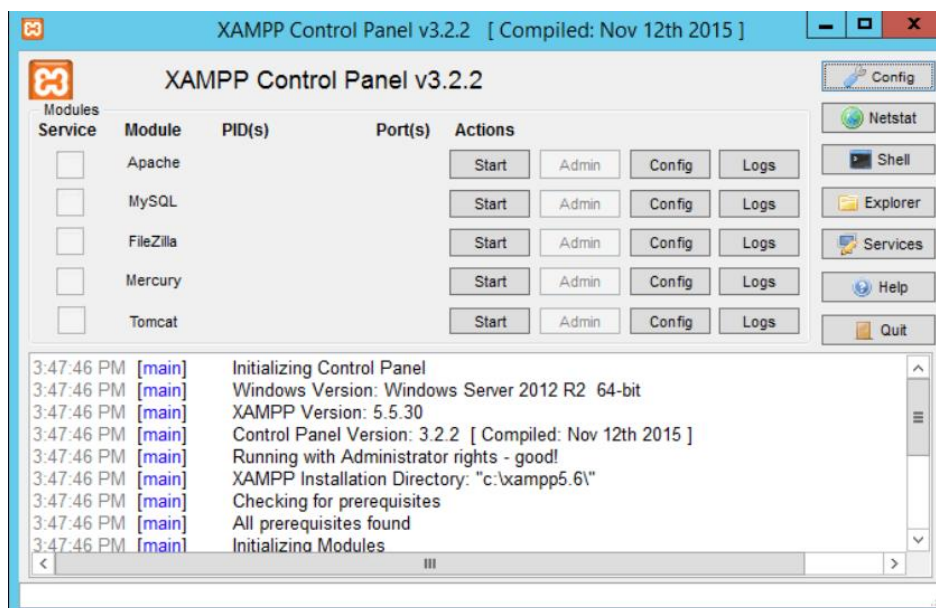 XAMPP Control Panel v3.2.2 [ Compiled: Nov 12th 2015 ]
XAMPP Control Panel v3.2.2
Config
Modules
Service Module PID(s) Port(s) Actions
Netstat
Apache Start Admin Config Logs
Shell
MySQL Start Admin Config Logs
Explorer
FileZilla Start Admin Config Logs
Services
Mercury Start Admin Config Logs
Help
Tomcat Start Admin Config Logs
Quit
3:47:46 PM [main] Initializing Control Panel
3:47:46 PM [main] Windows Version: Windows Server 2012 R2 64-bit
3:47:46 PM [main] XAMPP Version: 5.5.30
3:47:46 PM [main] Control Panel Version: 3.2.2 [ Compiled: Nov 12th 2015 ]
3:47:46 PM [main] Running with Administrator rights - good!
3:47:46 PM [main] XAMPP Installation Directory: "c:\xampp5.6\"
3:47:46 PM [main] Checking for prerequisites
3:47:46 PM [main] All prerequisites found
3:47:46 PM [main] Initializing Modules